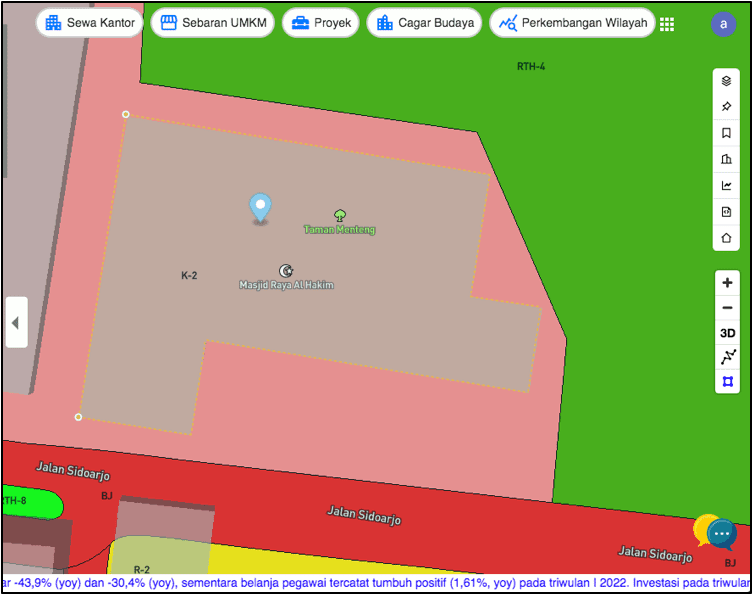 Sewa Kantor
Sebaran UMKM
Proyek
Cagar Budaya
Perkembangan Wilayah
a
RTH-4
Taman Menteng
K-2
Masjid Raya Al Hakim
3D
Jalan Sidoarjo
BJ
RTH-8
Jalan Sidoarjo
Jalan Sidoarjo
BJ
R-2
ar -43,9% (yoy) dan -30,4% (yoy), sementara belanja pegawai tercatat tumbuh positif (1,61%, yoy) pada triwulan I 2022. Investasi pada triwular